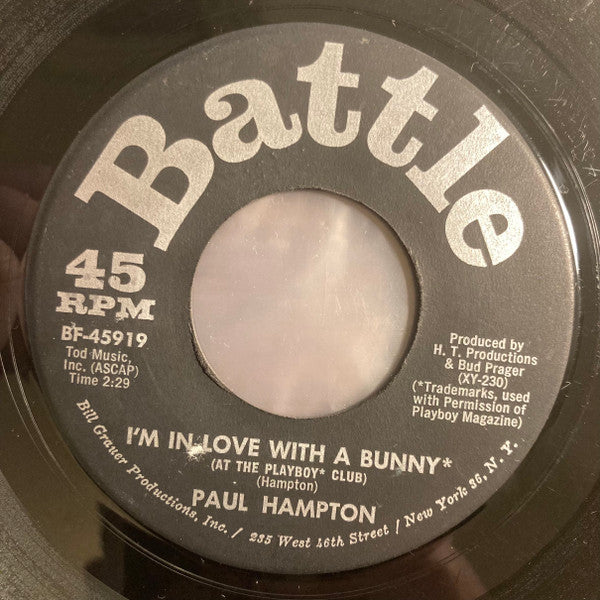 Battle
45
RPM
BF-45919
Tod Music,
Inc. (ASCAP)
Time 2:29
Produced by
H. T. Productions
& Bud Prager
(XY-230)
(*Trademarks, used
with Permission of
Playboy Magazine)
I'M IN LOVE WITH A BUNNY*
(AT THE PLAYBOY* CLUB)
(Hampton)
PAUL HAMPTON
Bill Grauer Productions, Inc. / 235 West 46th Street / New York 36, N. Y.